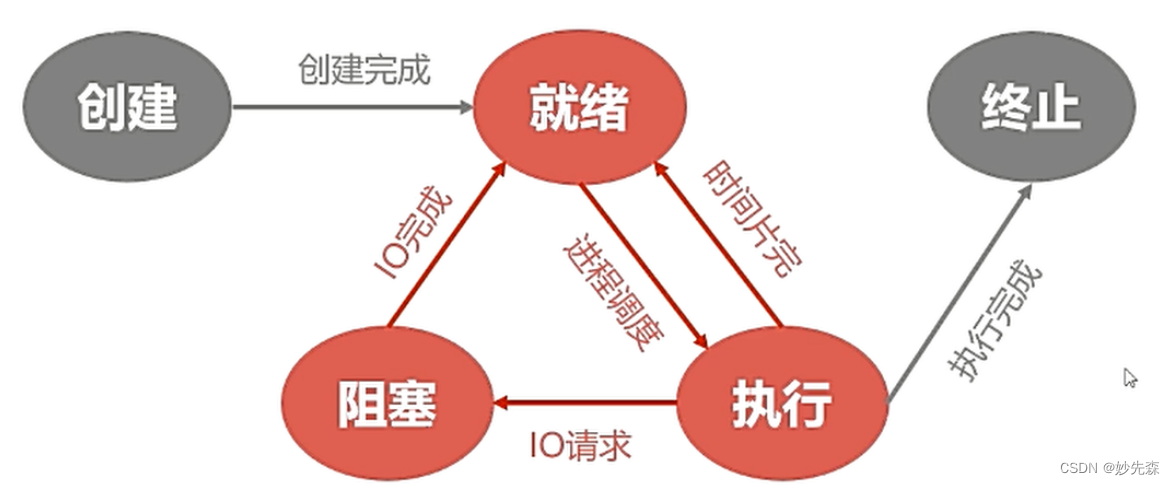 创建
创建完成
就绪
终止
IO完成
进程调度
时间片完
执行完成
阻塞
IO请求
执行
CSDN @妙先森